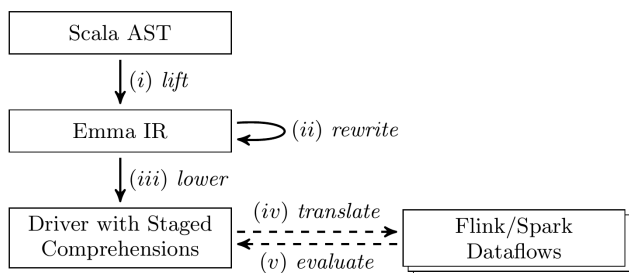 Scala AST
(i) lift
Emma IR
(ii) rewrite
(iii) lower
Driver with Staged
Comprehensions
(iv) translate
(v) evaluate
Flink/Spark
Dataflows